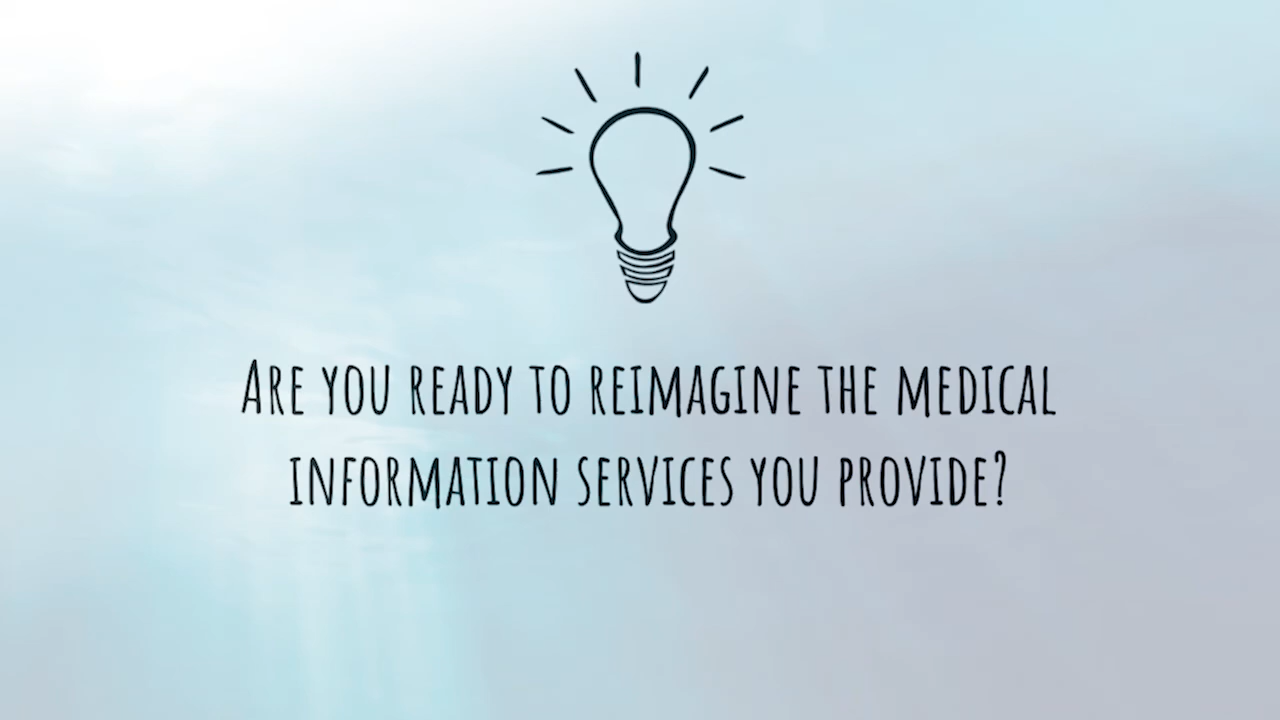 Are you ready to reimagine the medical
information services you provide?